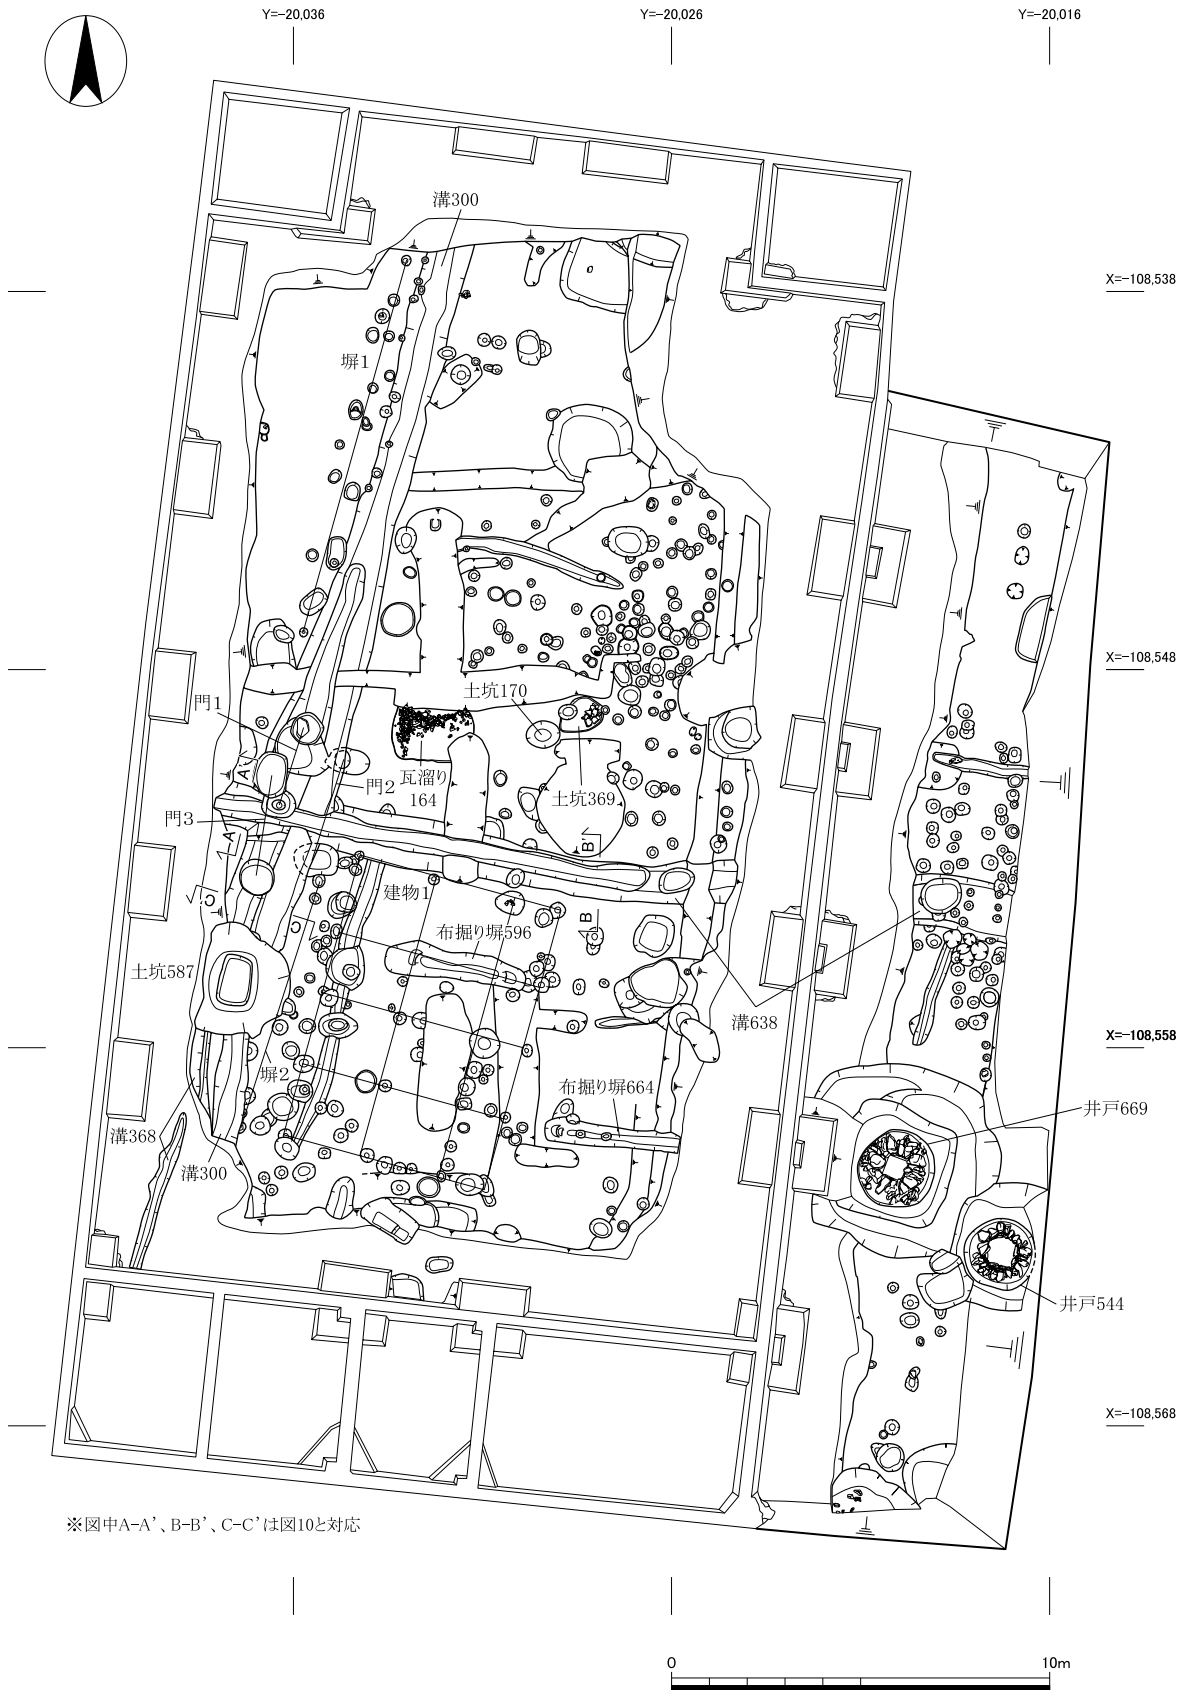 Y=-20,036
Y=-20,026
Y=-20,016
溝300
X=-108,538
塀1
C
X=-108,548
土坑170
門1
A'
門2
瓦溜り
164
土坑369
門3
A
B'
建物1
C'
C
B
布掘り塀596
土坑587
溝638
X=-108,558
塀2
布掘り塀664
井戸669
溝368
溝300
井戸544
X=-108,568
※図中A-A'、B-B'、C-C'は図10と対応
0
10m